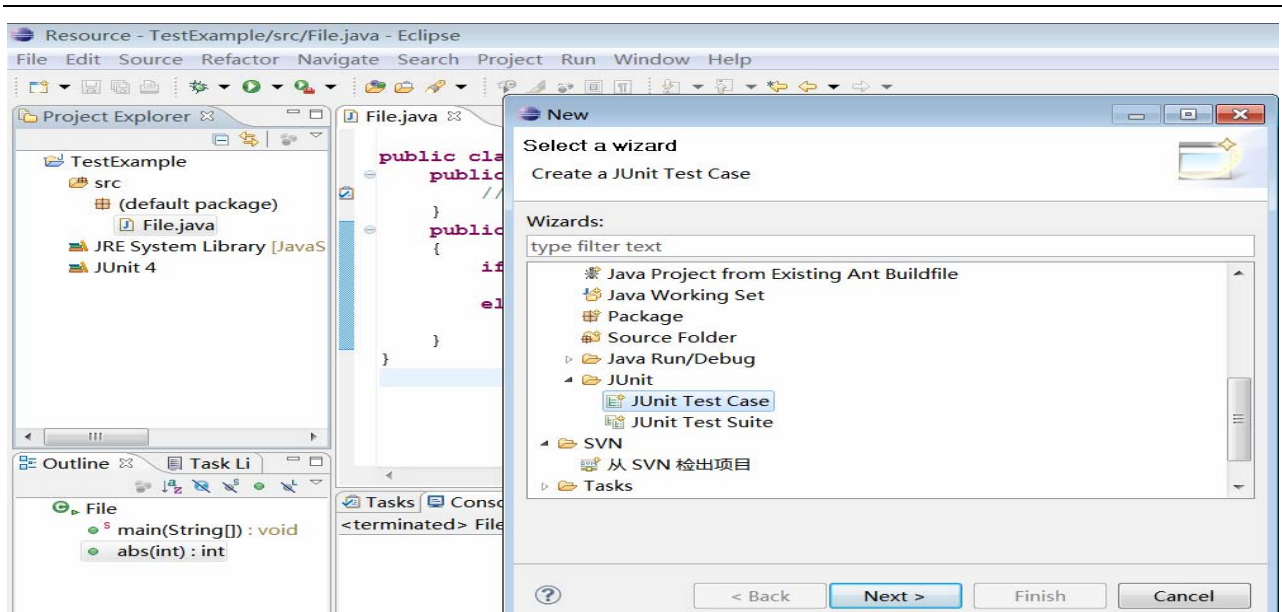 Resource - TestExample/src/File.java - Eclipse
File Edit Source Refactor Navigate Search Project Run Window Help
Project Explorer
TestExample
src
(default package)
File.java
JRE System Library [JavaS
JUnit 4
Outline
Task Li
File
main(String[]) : void
abs(int) : int
File.java
public cla
public
//
}
public
{
if
el
}
}
Tasks
Conso
<terminated> File
New
Select a wizard
Create a JUnit Test Case
Wizards:
type filter text
Java Project from Existing Ant Buildfile
Java Working Set
Package
Source Folder
Java Run/Debug
JUnit
JUnit Test Case
JUnit Test Suite
SVN
从 SVN 检出项目
Tasks
< Back
Next >
Finish
Cancel